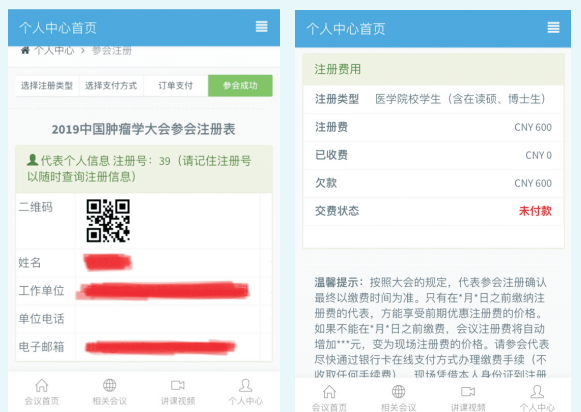 个人中心首页
个人中心 > 参会注册
选择注册类型 选择支付方式 订单支付 参会成功
2019中国肿瘤学大会参会注册表
代表个人信息 注册号：39（请记住注册号
以随时查询注册信息）
二维码
姓名
工作单位
单位电话
电子邮箱
会议首页 相关会议 讲课视频 个人中心
个人中心首页
注册费用
注册类型 医学院校学生（含在读硕、博士生）
注册费 CNY 600
已收费 CNY 0
欠款 CNY 600
交费状态 未付款
温馨提示：按照大会的规定，代表参会注册确认
最终以缴费时间为准。只有在*月*日之前缴纳注
册费的代表，方能享受前期优惠注册费的价格。
如果不能在*月*日之前缴费，会议注册费将自动
增加***元，变为现场注册费的价格。请参会代表
尽快通过银行卡在线支付方式办理缴费手续（不
收取任何手续费），现场凭借本人身份证到注册
会议首页 相关会议 讲课视频 个人中心